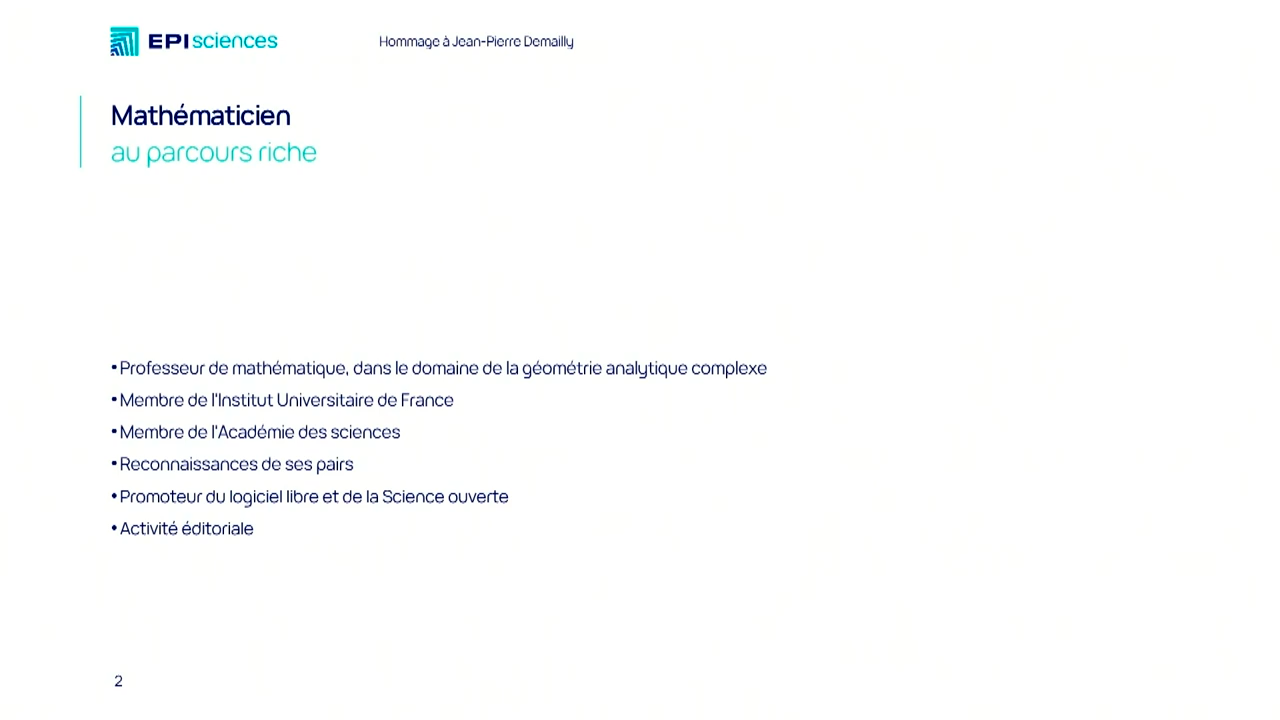 EPIsciences
Hommage à Jean-Pierre Demailly
Mathématicien
au parcours riche
• Professeur de mathématique, dans le domaine de la géométrie analytique complexe
• Membre de l'Institut Universitaire de France
• Membre de l'Académie des sciences
• Reconnaissances de ses pairs
• Promoteur du logiciel libre et de la Science ouverte
• Activité éditoriale
2